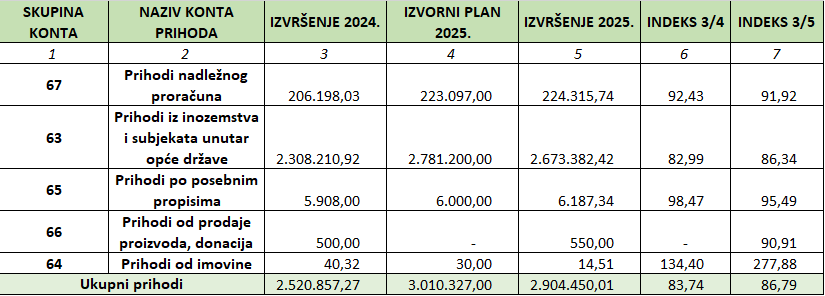 SKUPINA KONTA NAZIV KONTA PRIHODA IZVRŠENJE 2024. IZVORNI PLAN 2025. IZVRŠENJE 2025. INDEKS 3/4 INDEKS 3/5
1 2 3 4 5 6 7
67 Prihodi nadležnog proračuna 206.198,03 223.097,00 224.315,74 92,43 91,92
63 Prihodi iz inozemstva i subjekata unutar opće države 2.308.210,92 2.781.200,00 2.673.382,42 82,99 86,34
65 Prihodi po posebnim propisima 5.908,00 6.000,00 6.187,34 98,47 95,49
66 Prihodi od prodaje proizvoda, donacija 500,00 - 550,00 - 90,91
64 Prihodi od imovine 40,32 30,00 14,51 134,40 277,88
Ukupni prihodi 2.520.857,27 3.010.327,00 2.904.450,01 83,74 86,79